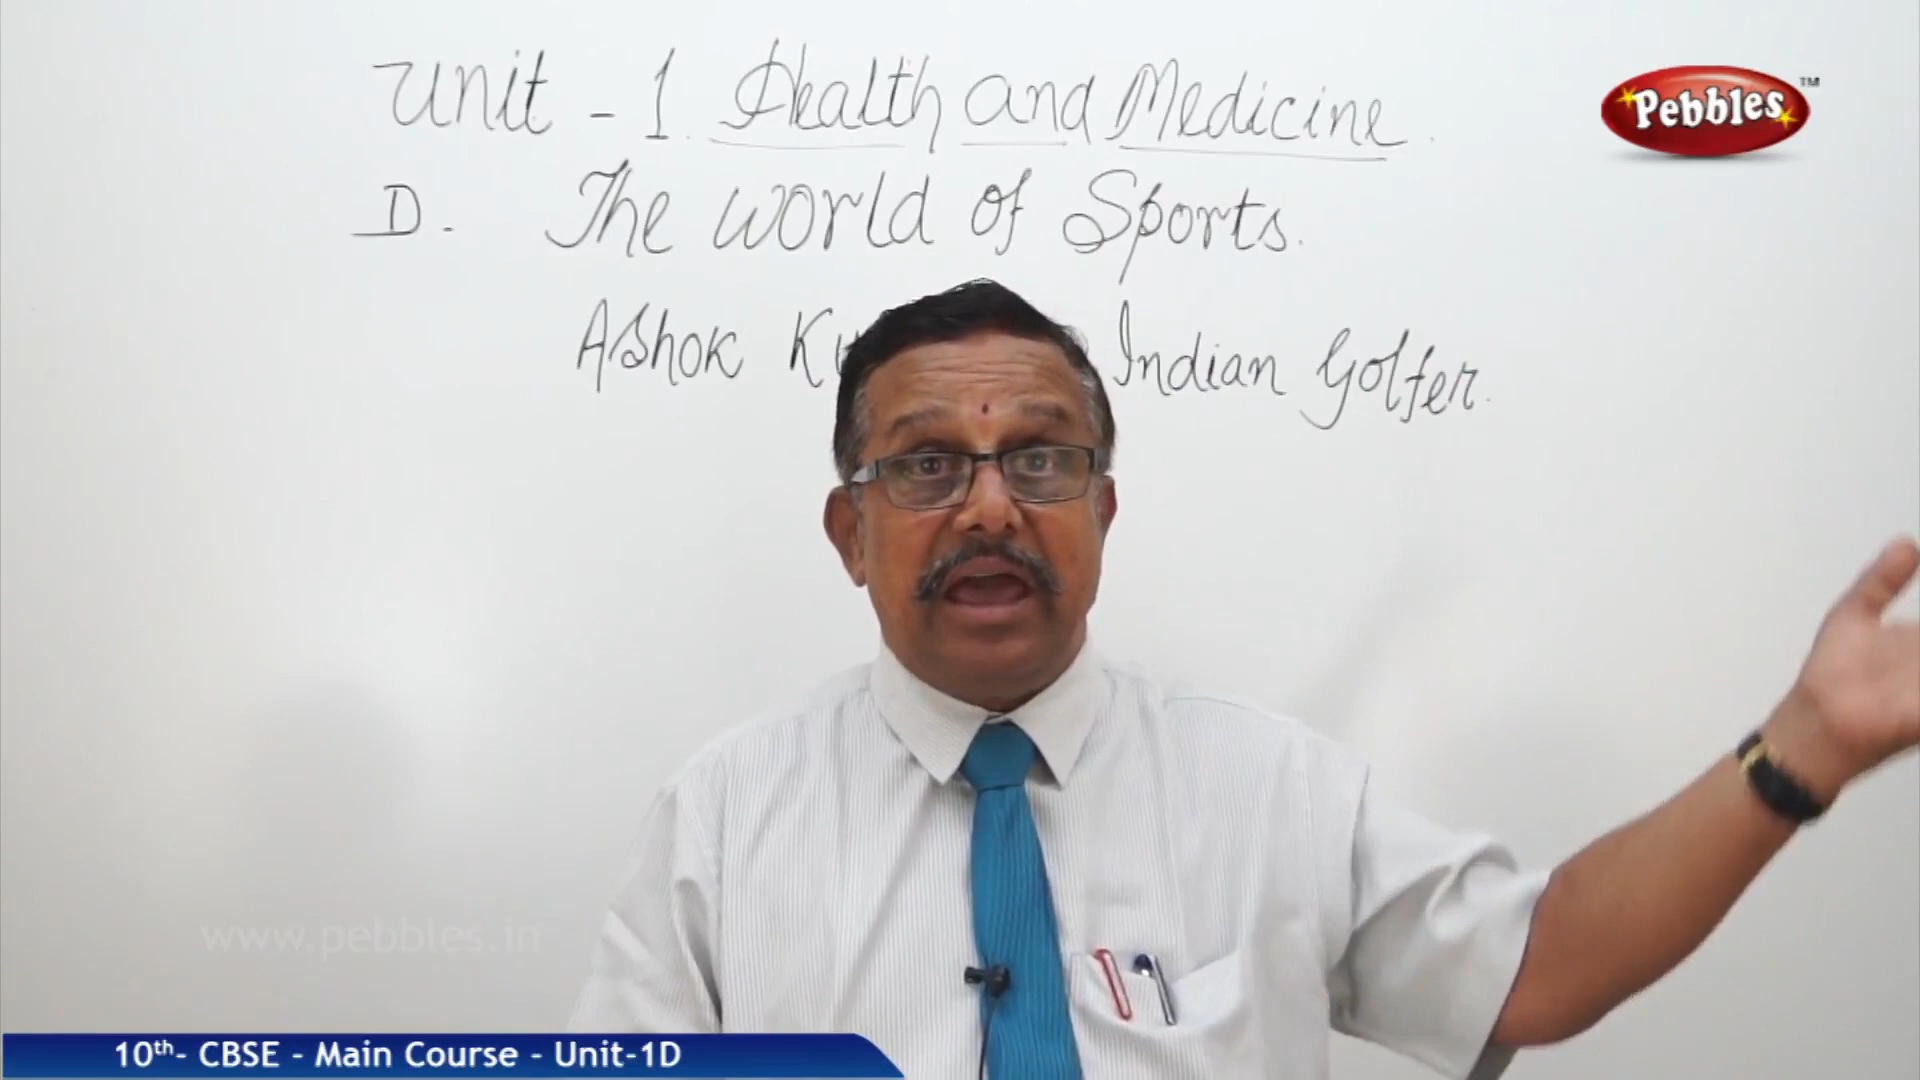 Unit - 1. Health and Medicine.
Pebbles™
D. The World of Sports.
Ashok Indian Golfer.
www.pebbles.in
10th- CBSE - Main Course - Unit-1D